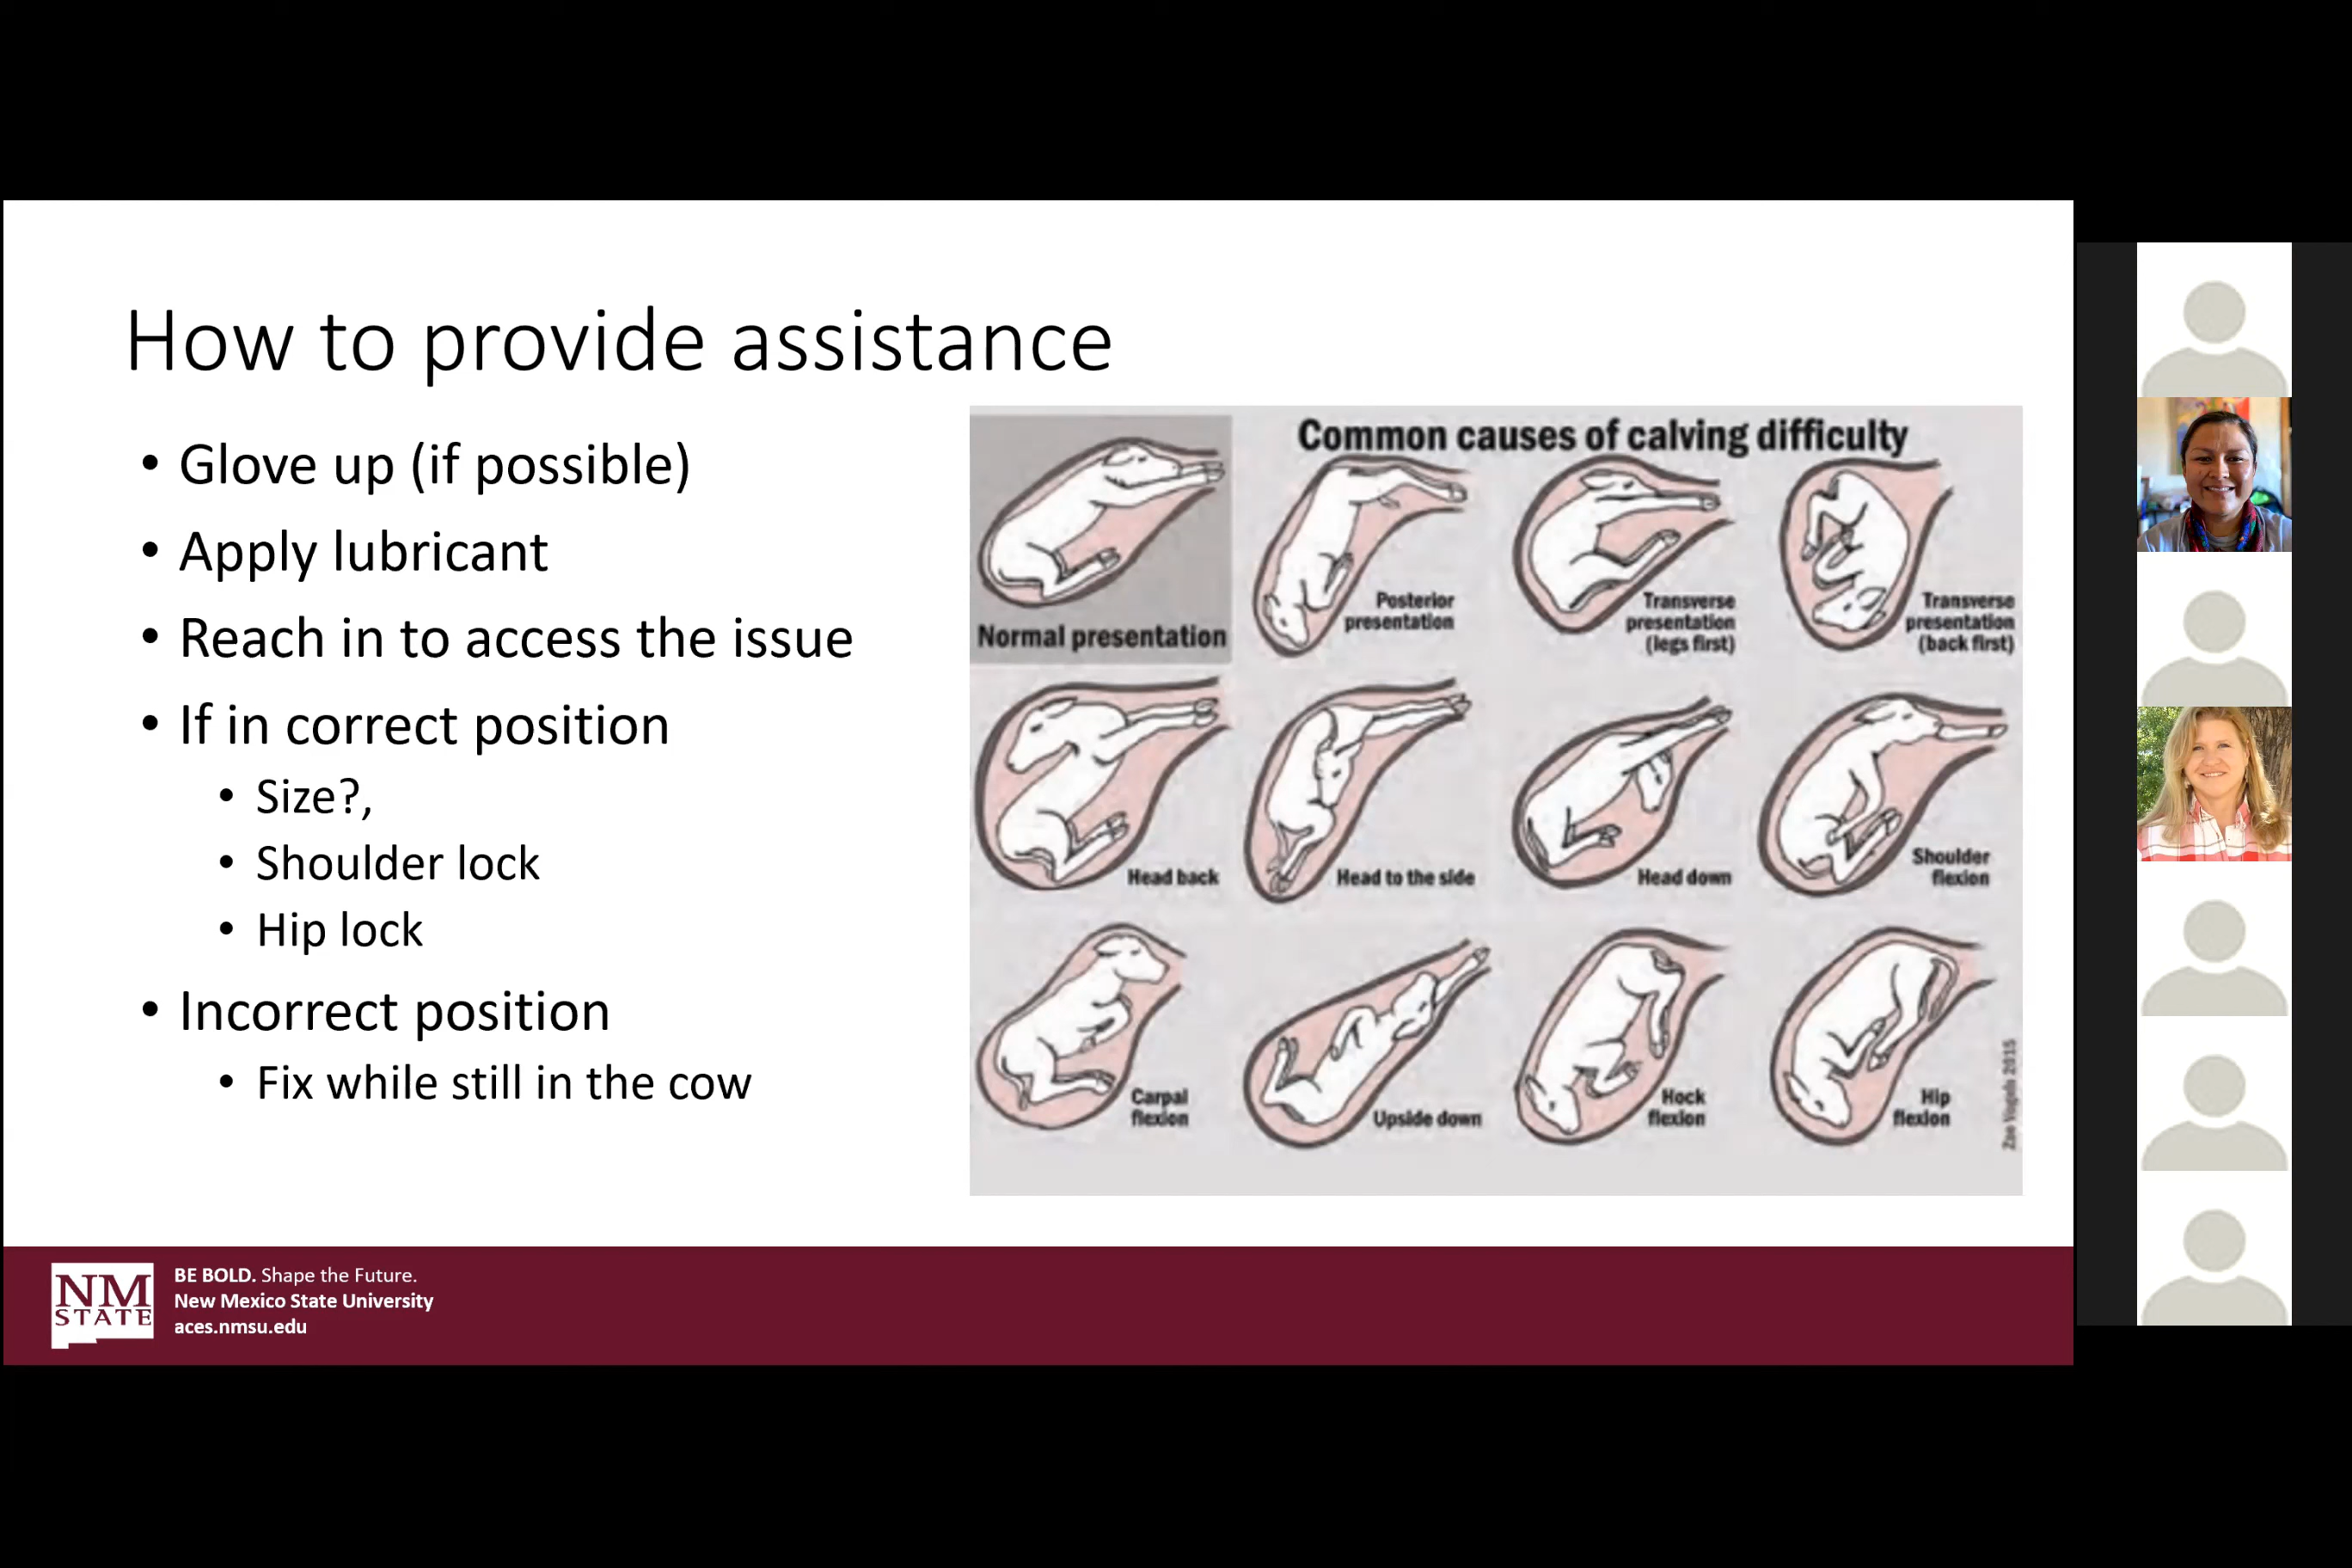 How to provide assistance
• Glove up (if possible)
• Apply lubricant
• Reach in to access the issue
• If in correct position
• Size?,
• Shoulder lock
• Hip lock
• Incorrect position
• Fix while still in the cow
Common causes of calving difficulty
Normal presentation
Posterior
presentation
Transverse
presentation
(legs first)
Transverse
presentation
(back first)
Head back
Head to the side
Head down
Shoulder
flexion
Carpal
flexion
Upside down
Hock
flexion
Hip
flexion
2015
NM
STATE
BE BOLD. Shape the Future.
New Mexico State University
aces.nmsu.edu